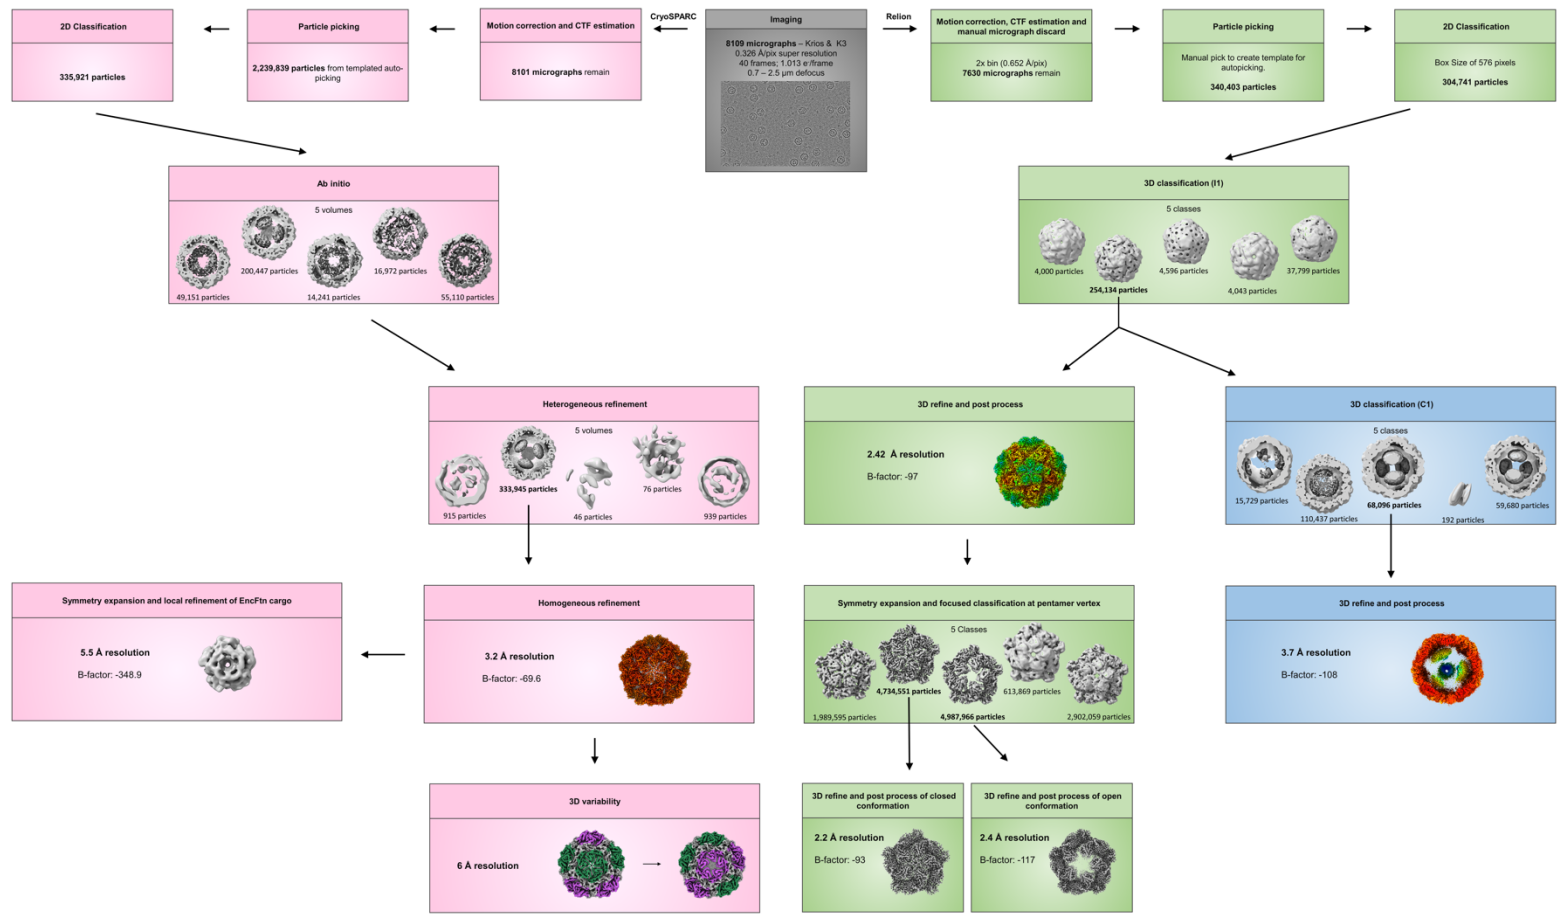 2D Classification
335,921 particles
Particle picking
2,239,839 particles from templated auto-
picking
Motion correction and CTF estimation
8101 micrographs remain
CryoSPARC
Imaging
8109 micrographs – Krios & K3
0.326 Å/pix super resolution
40 frames; 1.013 e⁻/frame
0.7 – 2.5 µm defocus
Relion
Motion correction, CTF estimation and
manual micrograph discard
2x bin (0.652 Å/pix)
7630 micrographs remain
Particle picking
Manual pick to create template for
autopicking.
340,403 particles
2D Classification
Box Size of 576 pixels
304,741 particles
Ab initio
5 volumes
49,151 particles
200,447 particles
14,241 particles
16,972 particles
55,110 particles
3D classification (I1)
5 classes
4,000 particles
254,134 particles
4,596 particles
4,043 particles
37,799 particles
Heterogeneous refinement
5 volumes
915 particles
333,945 particles
46 particles
76 particles
939 particles
3D refine and post process
2.42 Å resolution
B-factor: -97
3D classification (C1)
5 classes
15,729 particles
110,437 particles
68,096 particles
192 particles
59,680 particles
Symmetry expansion and local refinement of EncFtn cargo
5.5 Å resolution
B-factor: -348.9
Homogeneous refinement
3.2 Å resolution
B-factor: -69.6
Symmetry expansion and focused classification at pentamer vertex
5 Classes
1,989,595 particles
4,734,551 particles
4,987,966 particles
613,869 particles
2,902,059 particles
3D refine and post process
3.7 Å resolution
B-factor: -108
3D variability
6 Å resolution
3D refine and post process of closed
conformation
2.2 Å resolution
B-factor: -93
3D refine and post process of open
conformation
2.4 Å resolution
B-factor: -117